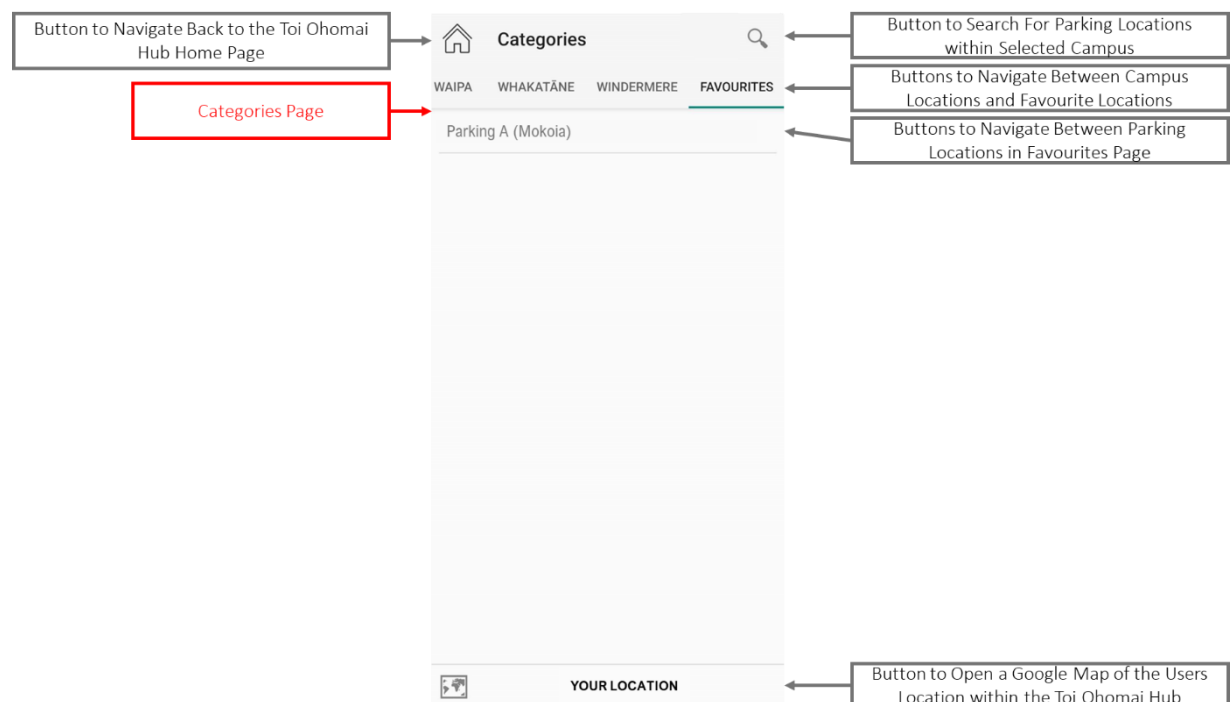 Button to Navigate Back to the Toi Ohomai
Hub Home Page
Categories Page
Categories
WAIPA WHAKATĀNE WINDERMERE FAVOURITES
Parking A (Mokoia)
YOUR LOCATION
Button to Search For Parking Locations
within Selected Campus
Buttons to Navigate Between Campus
Locations and Favourite Locations
Buttons to Navigate Between Parking
Locations in Favourites Page
Button to Open a Google Map of the Users
Location within the Toi Ohomai Hub